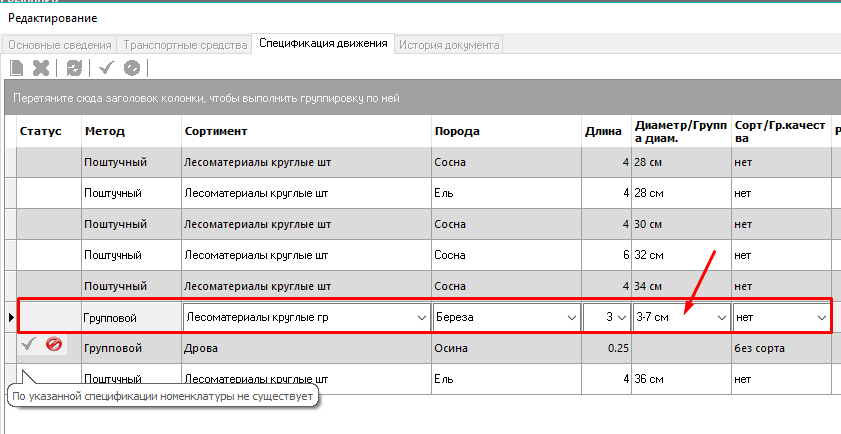 Редактирование
Основные сведения Транспортные средства Спецификация движения История документа
Перетяните сюда заголовок колонки, чтобы выполнить группировку по ней
Статус Метод Сортимент Порода Длина Диаметр/Групп Сорт/Гр.качест
а диам. ва
Поштучный Лесоматериалы круглые шт Сосна 4 28 см нет
Поштучный Лесоматериалы круглые шт Ель 4 28 см нет
Поштучный Лесоматериалы круглые шт Сосна 4 30 см нет
Поштучный Лесоматериалы круглые шт Сосна 6 32 см нет
Поштучный Лесоматериалы круглые шт Сосна 4 34 см нет
Групповой Лесоматериалы круглые гр Береза 3 3-7 см нет
Групповой Дрова Осина 0.25 без сорта
Поштучный Лесоматериалы круглые шт Ель 4 36 см нет
По указанной спецификации номенклатуры не существует